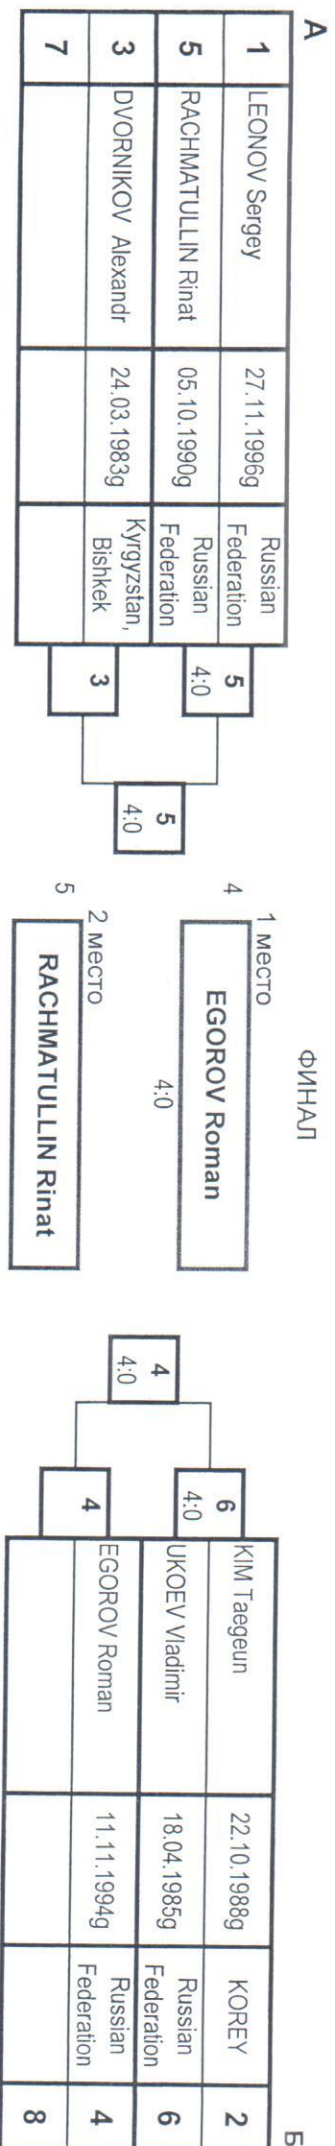 А
1 LEONOV Sergey 27.11.1996g Russian Federation
5 RACHMATULLIN Rinat 05.10.1990g Russian Federation
3 DVORNIKOV Alexandr 24.03.1983g Kyrgyzstan, Bishkek
7
5
4:0
3
5
4:0
ФИНАЛ
1 место
4 EGOROV Roman
4:0
2 место
5 RACHMATULLIN Rinat
4
4:0
6
4:0
4
Б
KIM Taegeun 22.10.1988g KOREY 2
UKOEV Vladimir 18.04.1985g Russian Federation 6
EGOROV Roman 11.11.1994g Russian Federation 4
8